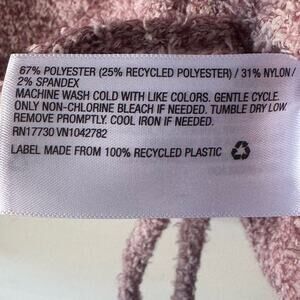 67% POLYESTER (25% RECYCLED POLYESTER) / 31% NYLON /
2% SPANDEX
MACHINE WASH COLD WITH LIKE COLORS. GENTLE CYCLE.
ONLY NON-CHLORINE BLEACH IF NEEDED. TUMBLE DRY LOW
REMOVE PROMPTLY. COOL IRON IF NEEDED.
RN17730 VN1042782
LABEL MADE FROM 100% RECYCLED PLASTIC